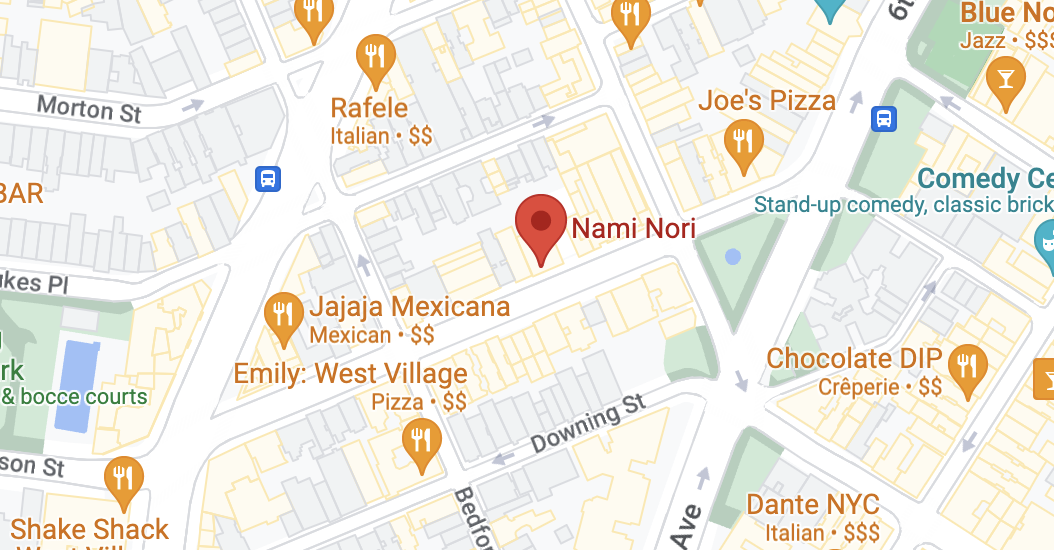 Blue No
Jazz • $$$
Morton St
Rafele
Italian • $$
Joe's Pizza
BAR
Comedy Ce
Stand-up comedy, classic brick
Nami Nori
ukes Pl
Jajaja Mexicana
Mexican • $$
rk
& bocce courts
Emily: West Village
Pizza • $$
Chocolate DIP
Crêperie • $$
Downing St
son St
Shake Shack
Bedfor
Ave
Dante NYC
Italian • $$$